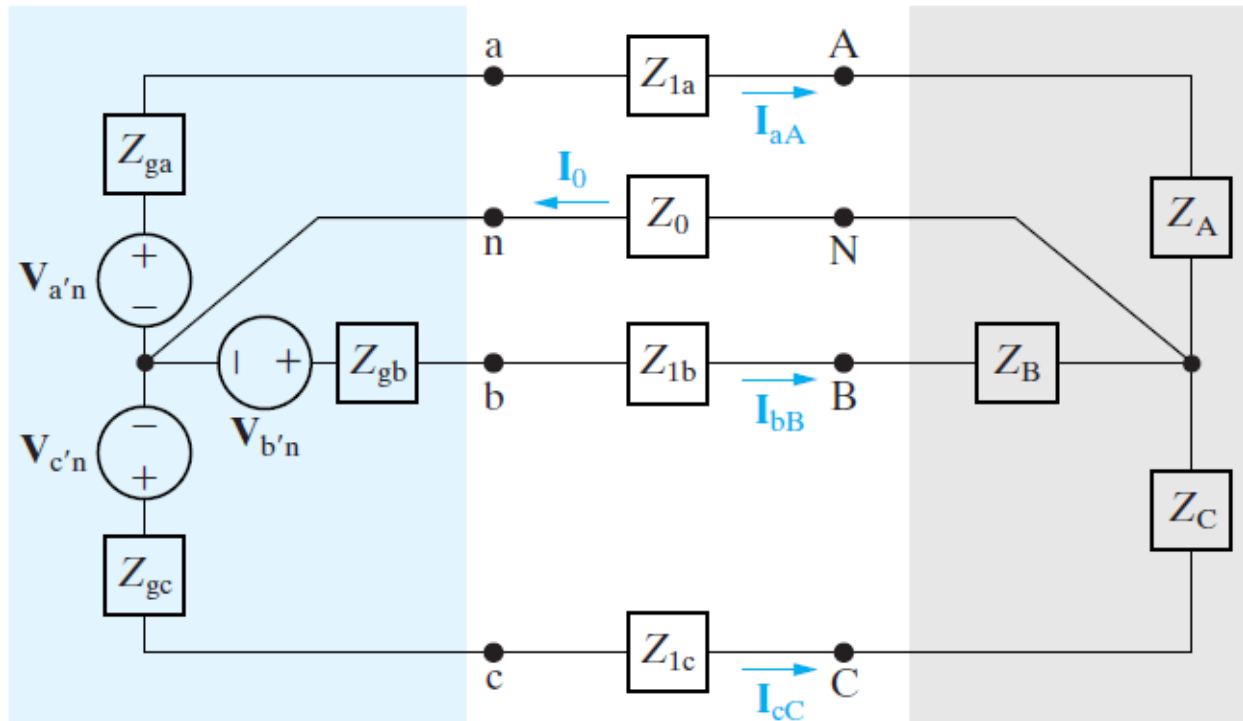 a
Z1a
A
Zga
IaA
I0
Z0
ZA
n
N
+
Va′n
−
− + Zgb
Z1b
ZB
b
B
−
Vb′n
IbB
Vc′n
+
ZC
Zgc
Z1c
c
C
IcC